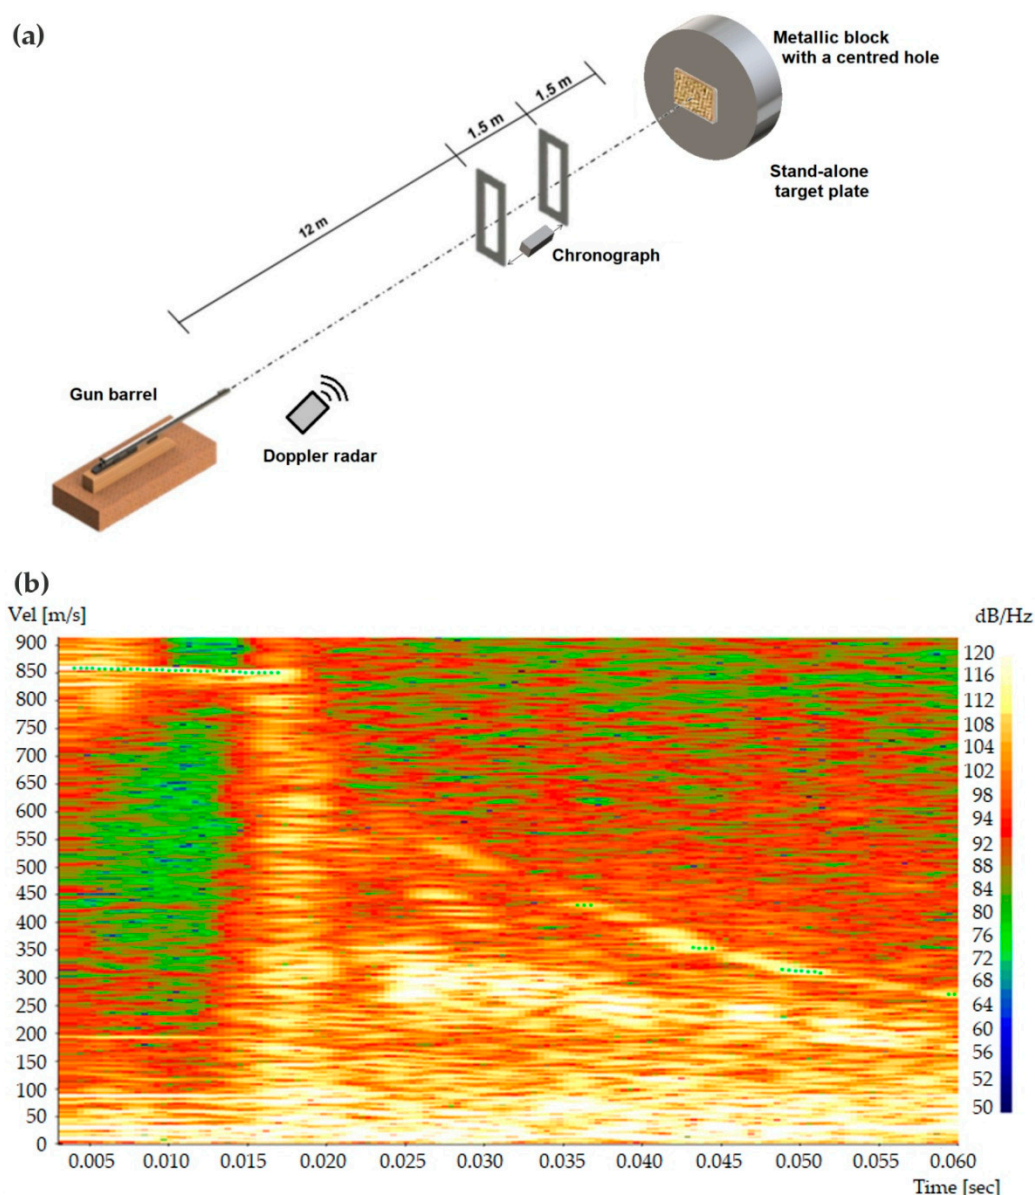 (a)
Metallic block
with a centred hole
1.5 m
1.5 m
12 m
Stand-alone
target plate
Chronograph
Gun barrel
Doppler radar
(b)
Vel [m/s]
dB/Hz
900
850
800
750
700
650
600
550
500
450
400
350
300
250
200
150
100
50
0
120
116
112
108
104
102
98
94
92
88
84
80
76
72
68
64
60
56
52
50
0.005 0.010 0.015 0.020 0.025 0.030 0.035 0.040 0.045 0.050 0.055 0.060
Time [sec]